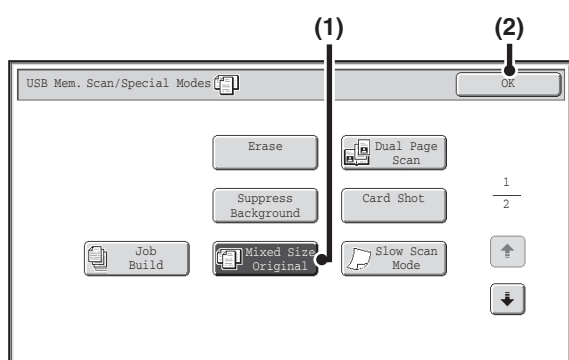 (1) (2)
USB Mem. Scan/Special Modes OK
Erase
Dual Page
Scan
Suppress
Background
Card Shot
1
2
Job
Build
Mixed Size
Original
Slow Scan
Mode